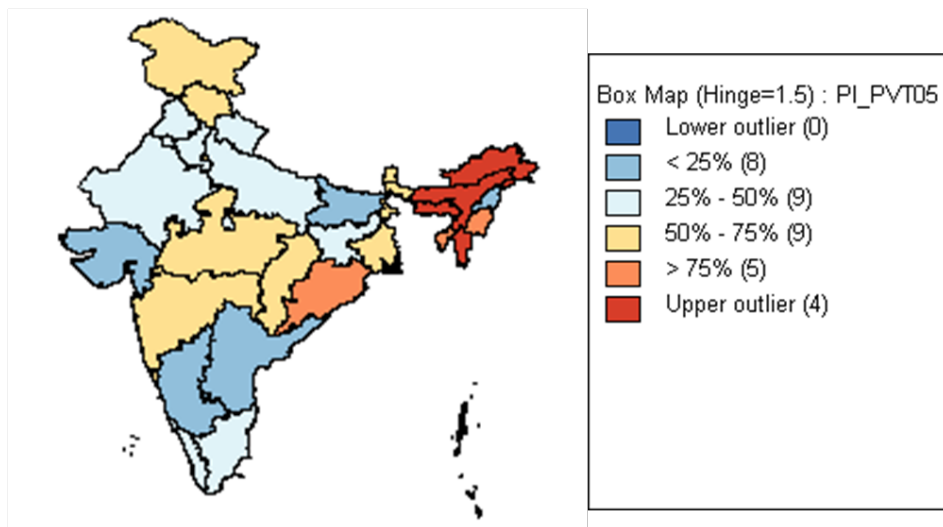 Box Map (Hinge=1.5) : PI_PVT05
Lower outlier (0)
< 25% (8)
25% - 50% (9)
50% - 75% (9)
> 75% (5)
Upper outlier (4)